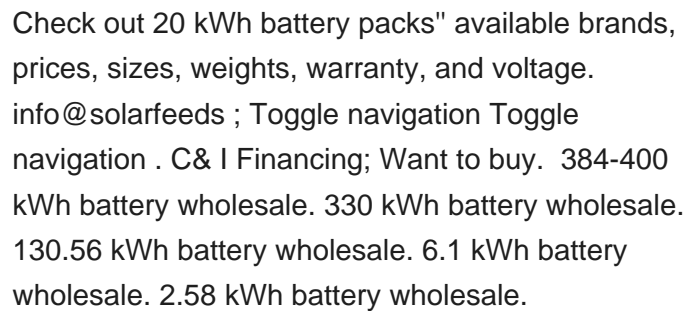 Check out 20 kWh battery packs" available brands,
prices, sizes, weights, warranty, and voltage.
info@solarfeeds ; Toggle navigation Toggle
navigation . C& I Financing; Want to buy.  384-400
kWh battery wholesale. 330 kWh battery wholesale.
130.56 kWh battery wholesale. 6.1 kWh battery
wholesale. 2.58 kWh battery wholesale.